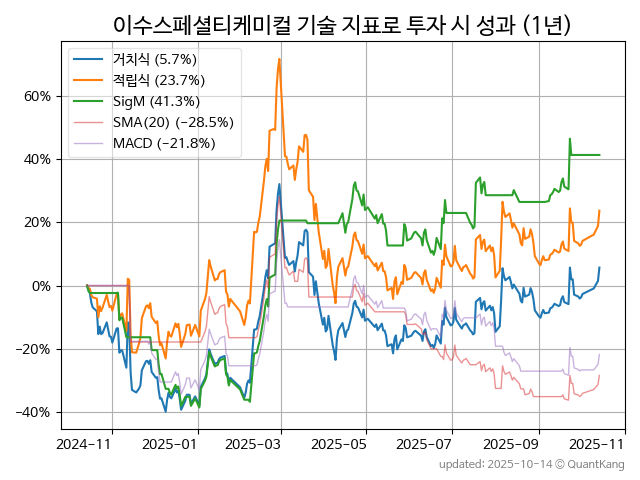 이수스페셜티케미컬 기술 지표로 투자 시 성과 (1년)
거치식 (5.7%)
적립식 (23.7%)
SigM (41.3%)
SMA(20) (−28.5%)
MACD (−21.8%)
60%
40%
20%
0%
−20%
−40%
2024-11 2025-01 2025-03 2025-05 2025-07 2025-09 2025-11
updated: 2025-10-14 © QuantKang